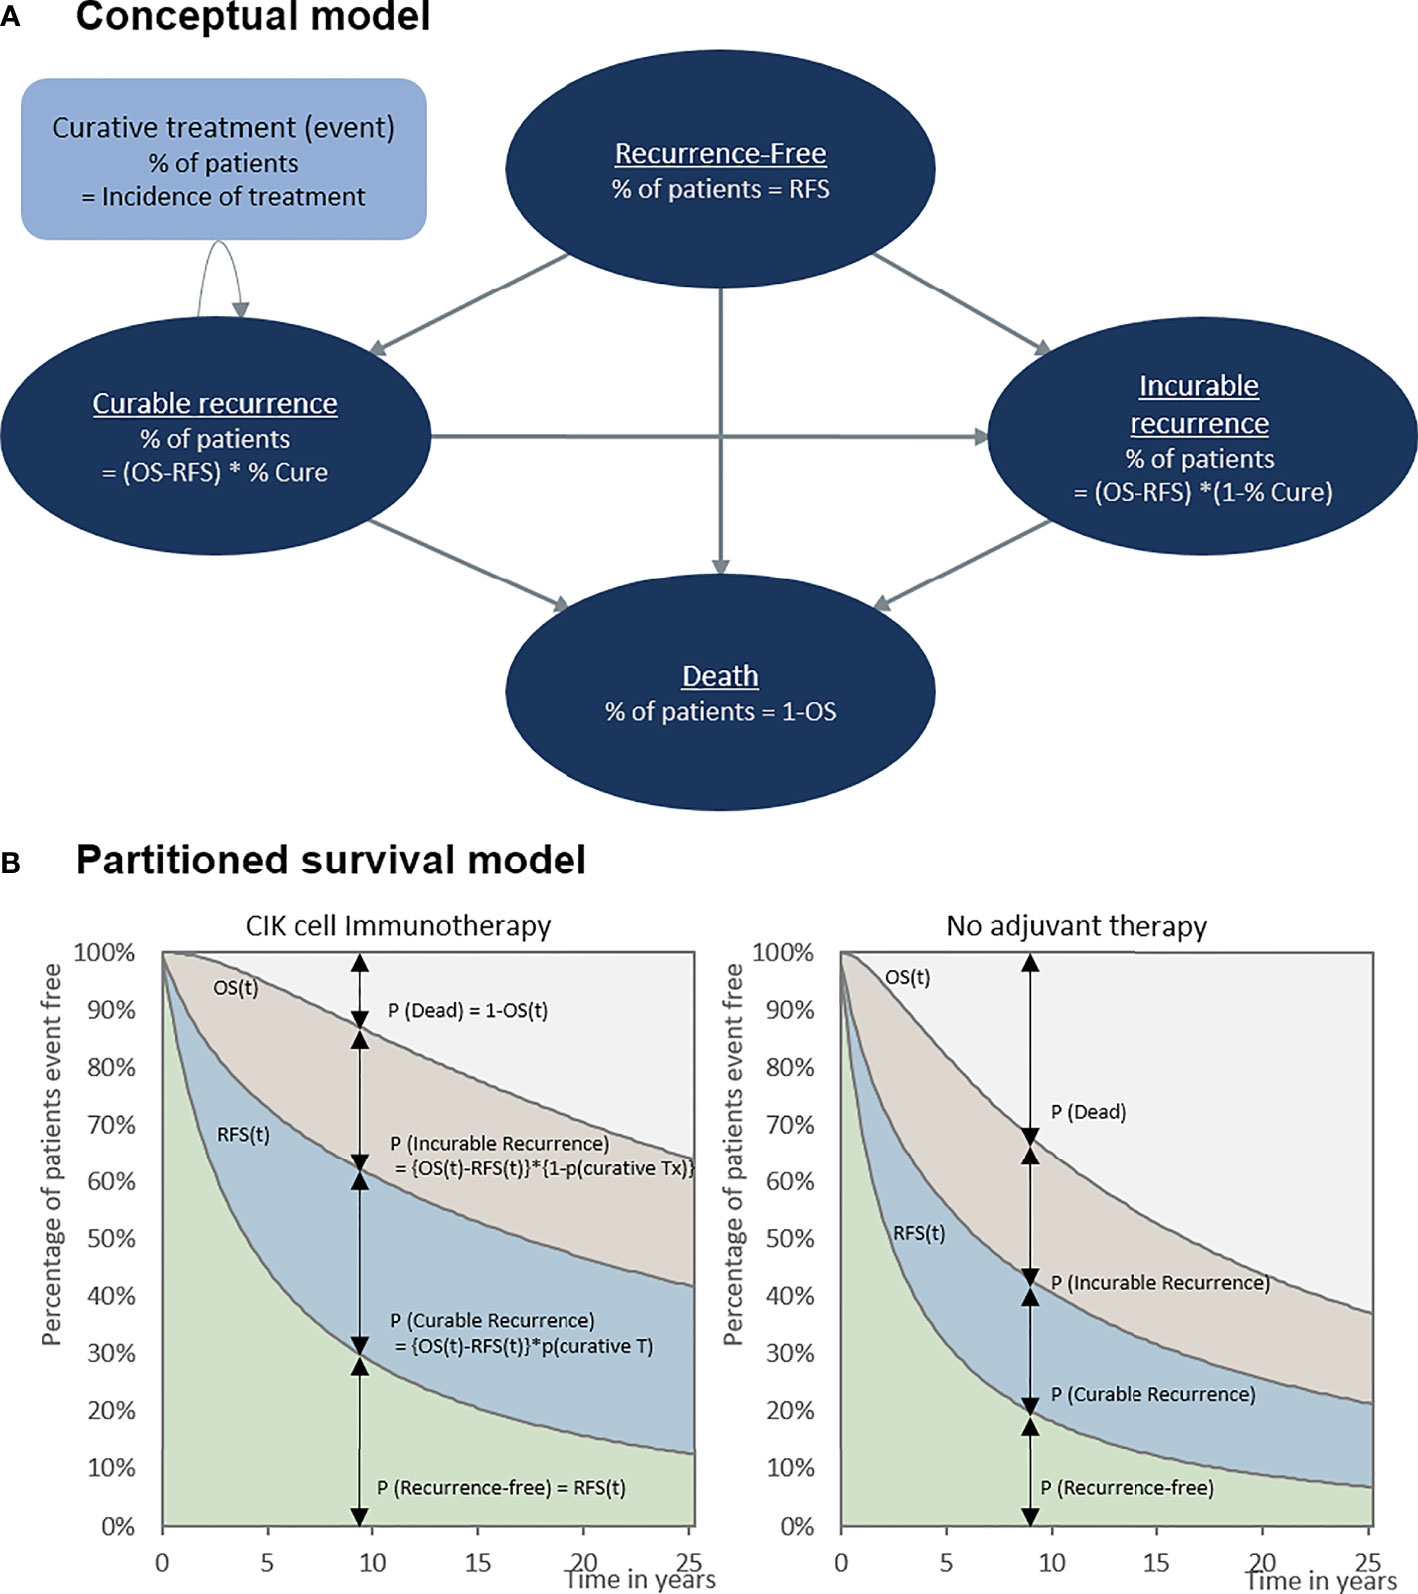 A Conceptual model
Curative treatment (event)
% of patients
= Incidence of treatment
Recurrence-Free
% of patients = RFS
Curable recurrence
% of patients
= (OS-RFS) * % Cure
Incurable
recurrence
% of patients
= (OS-RFS) *(1-% Cure)
Death
% of patients = 1-OS
B Partitioned survival model
CIK cell Immunotherapy
Percentage of patients event free
100%
90%
80%
70%
60%
50%
40%
30%
20%
10%
0%
OS(t)
P (Dead) = 1-OS(t)
RFS(t)
P (Incurable Recurrence)
= {OS(t)-RFS(t)}*{1-p(curative Tx)}
P (Curable Recurrence)
= {OS(t)-RFS(t)}*p(curative T)
P (Recurrence-free) = RFS(t)
0 5 10 15 20 25
Time in years
No adjuvant therapy
Percentage of patients event free
100%
90%
80%
70%
60%
50%
40%
30%
20%
10%
0%
OS(t)
P (Dead)
RFS(t)
P (Incurable Recurrence)
P (Curable Recurrence)
P (Recurrence-free)
0 5 10 15 20 25
Time in years